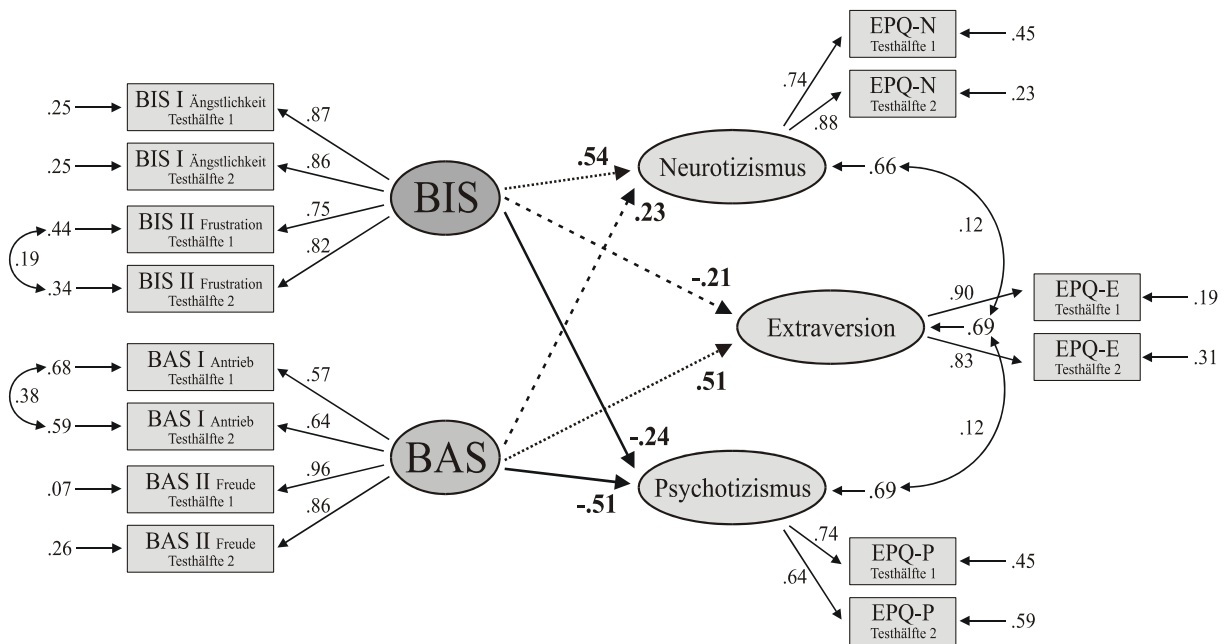 EPQ-N
Testhälfte 1
.45
.74
EPQ-N
Testhälfte 2
.23
.88
.25
BIS I Ängstlichkeit
Testhälfte 1
.87
.25
BIS I Ängstlichkeit
Testhälfte 2
.86
.44
BIS II Frustration
Testhälfte 1
.75
.19
.34
BIS II Frustration
Testhälfte 2
.82
BIS
.54
.23
Neurotizismus
.66
.12
-.21
Extraversion
.69
.90
EPQ-E
Testhälfte 1
.19
.83
EPQ-E
Testhälfte 2
.31
.51
.12
.68
BAS I Antrieb
Testhälfte 1
.57
.38
.59
BAS I Antrieb
Testhälfte 2
.64
.07
BAS II Freude
Testhälfte 1
.96
.26
BAS II Freude
Testhälfte 2
.86
BAS
-.24
-.51
Psychotizismus
.69
.74
EPQ-P
Testhälfte 1
.45
.64
EPQ-P
Testhälfte 2
.59